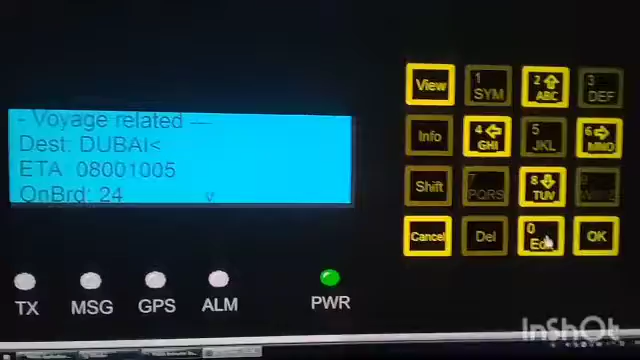 - Voyage related ---
Dest: DUBAI<
ETA 08001005
OnBrd: 24 v
View
1 SYM
2 ABC
3 DEF
Info
4 GHI
5 JKL
6 MNO
Shift
7 PQRS
8 TUV
Cancel
Del
0
OK
TX
MSG
GPS
ALM
PWR
InShOt